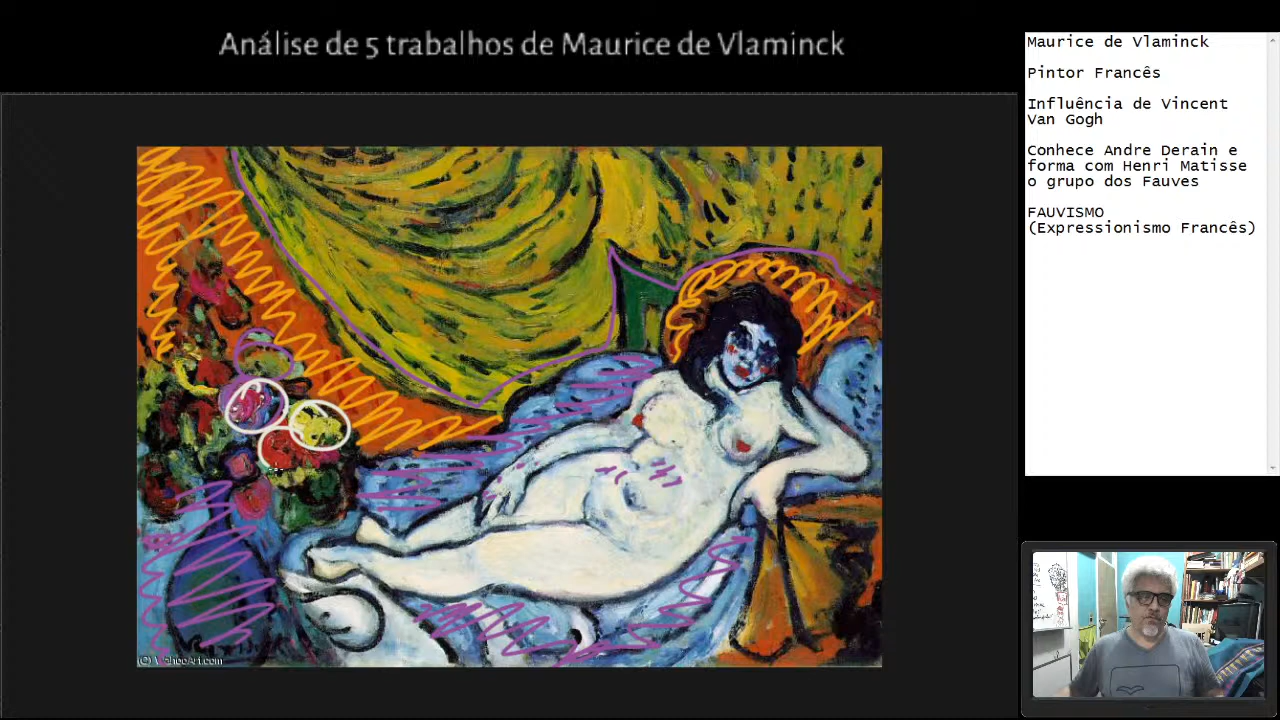 Análise de 5 trabalhos de Maurice de Vlaminck
Maurice de Vlaminck
Pintor Francês
Influência de Vincent
Van Gogh
Conhece Andre Derain e
forma com Henri Matisse
o grupo dos Fauves
FAUVISMO
(Expressionismo Francês)